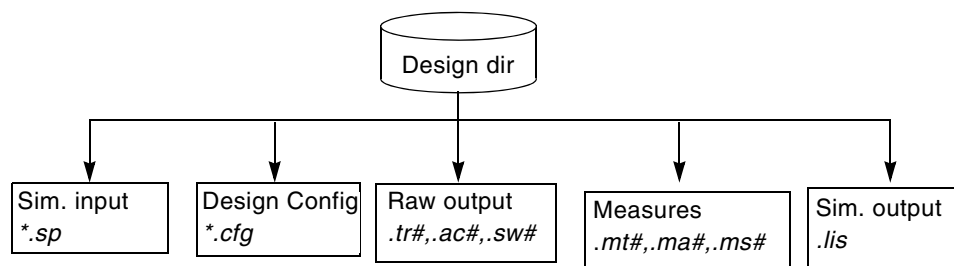 Design dir
Sim. input
*.sp
Design Config
*.cfg
Raw output
.tr#,.ac#,.sw#
Measures
.mt#,.ma#,.ms#
Sim. output
.lis